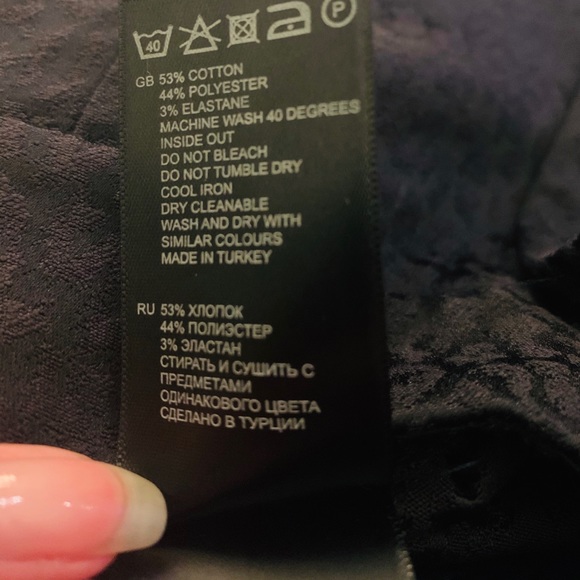 40 P
GB 53% COTTON
44% POLYESTER
3% ELASTANE
MACHINE WASH 40 DEGREES
INSIDE OUT
DO NOT BLEACH
DO NOT TUMBLE DRY
COOL IRON
DRY CLEANABLE
WASH AND DRY WITH
SIMILAR COLOURS
MADE IN TURKEY
RU 53% ХЛОПОК
44% ПОЛИЭСТЕР
3% ЭЛАСТАН
СТИРАТЬ И СУШИТЬ С
ПРЕДМЕТАМИ
ОДИНАКОВОГО ЦВЕТА
СДЕЛАНО В ТУРЦИИ